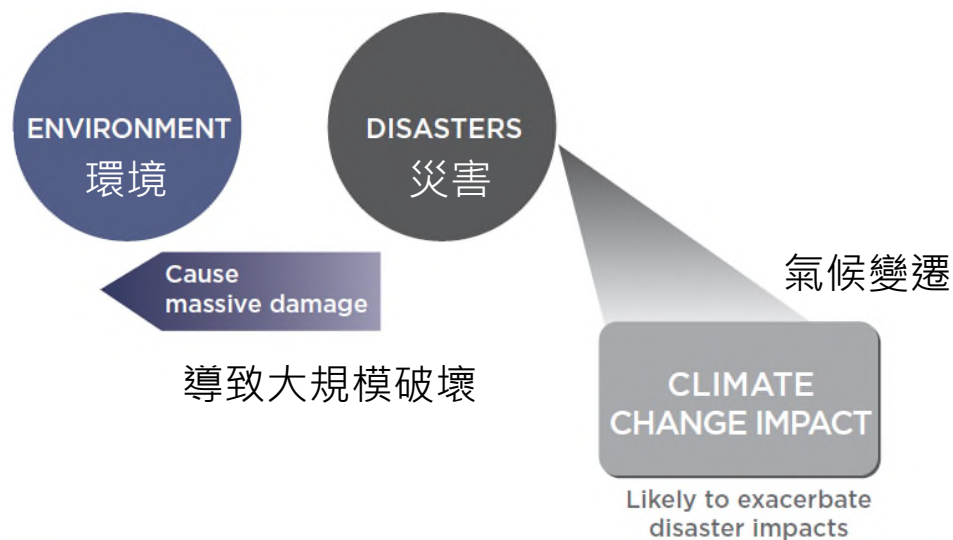 ENVIRONMENT
環境
DISASTERS
災害
Cause
massive damage
導致大規模破壞
氣候變遷
CLIMATE
CHANGE IMPACT
Likely to exacerbate
disaster impacts